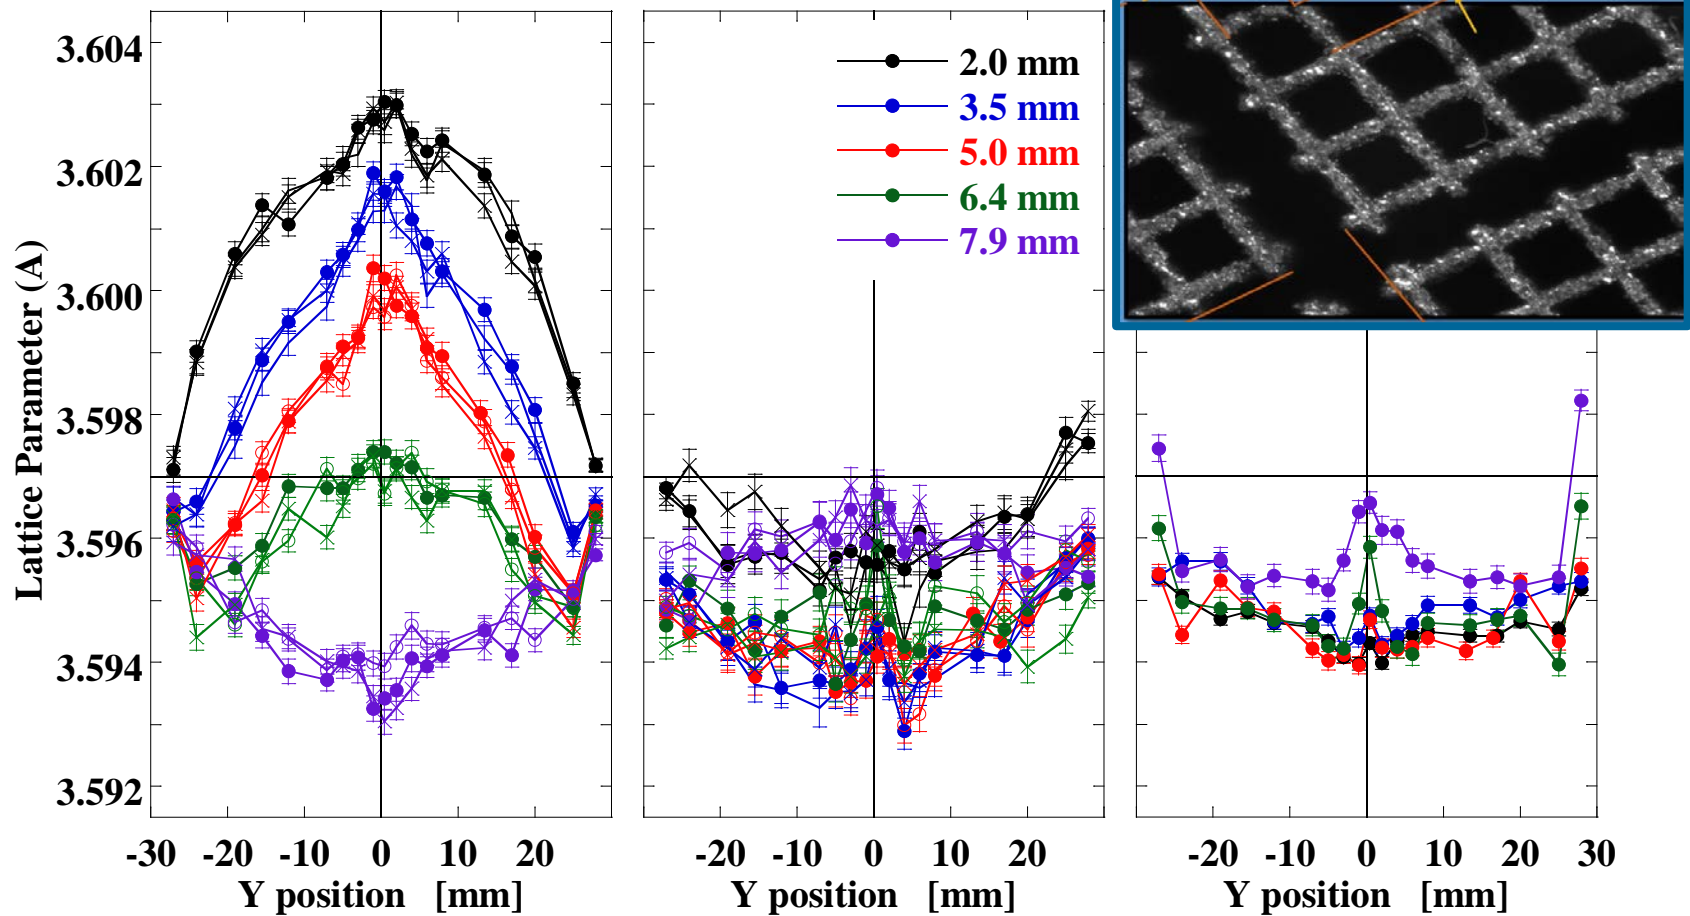 Lattice Parameter (A)
3.604
3.602
3.600
3.598
3.596
3.594
3.592
2.0 mm
3.5 mm
5.0 mm
6.4 mm
7.9 mm
-30 -20 -10 0 10 20
-20 -10 0 10 20
-20 -10 0 10 20 30
Y position [mm]
Y position [mm]
Y position [mm]